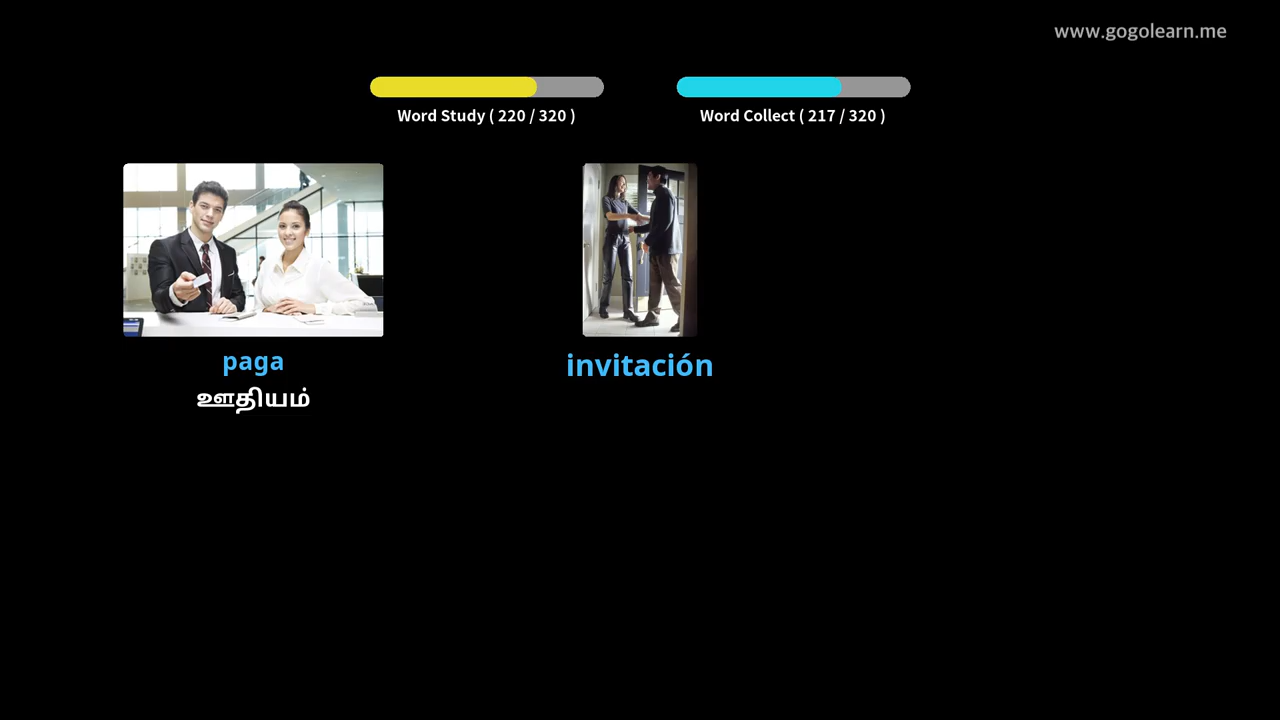 www.gogolearn.me
Word Study ( 220 / 320 )
Word Collect ( 217 / 320 )
paga
ஊதியம்
invitación